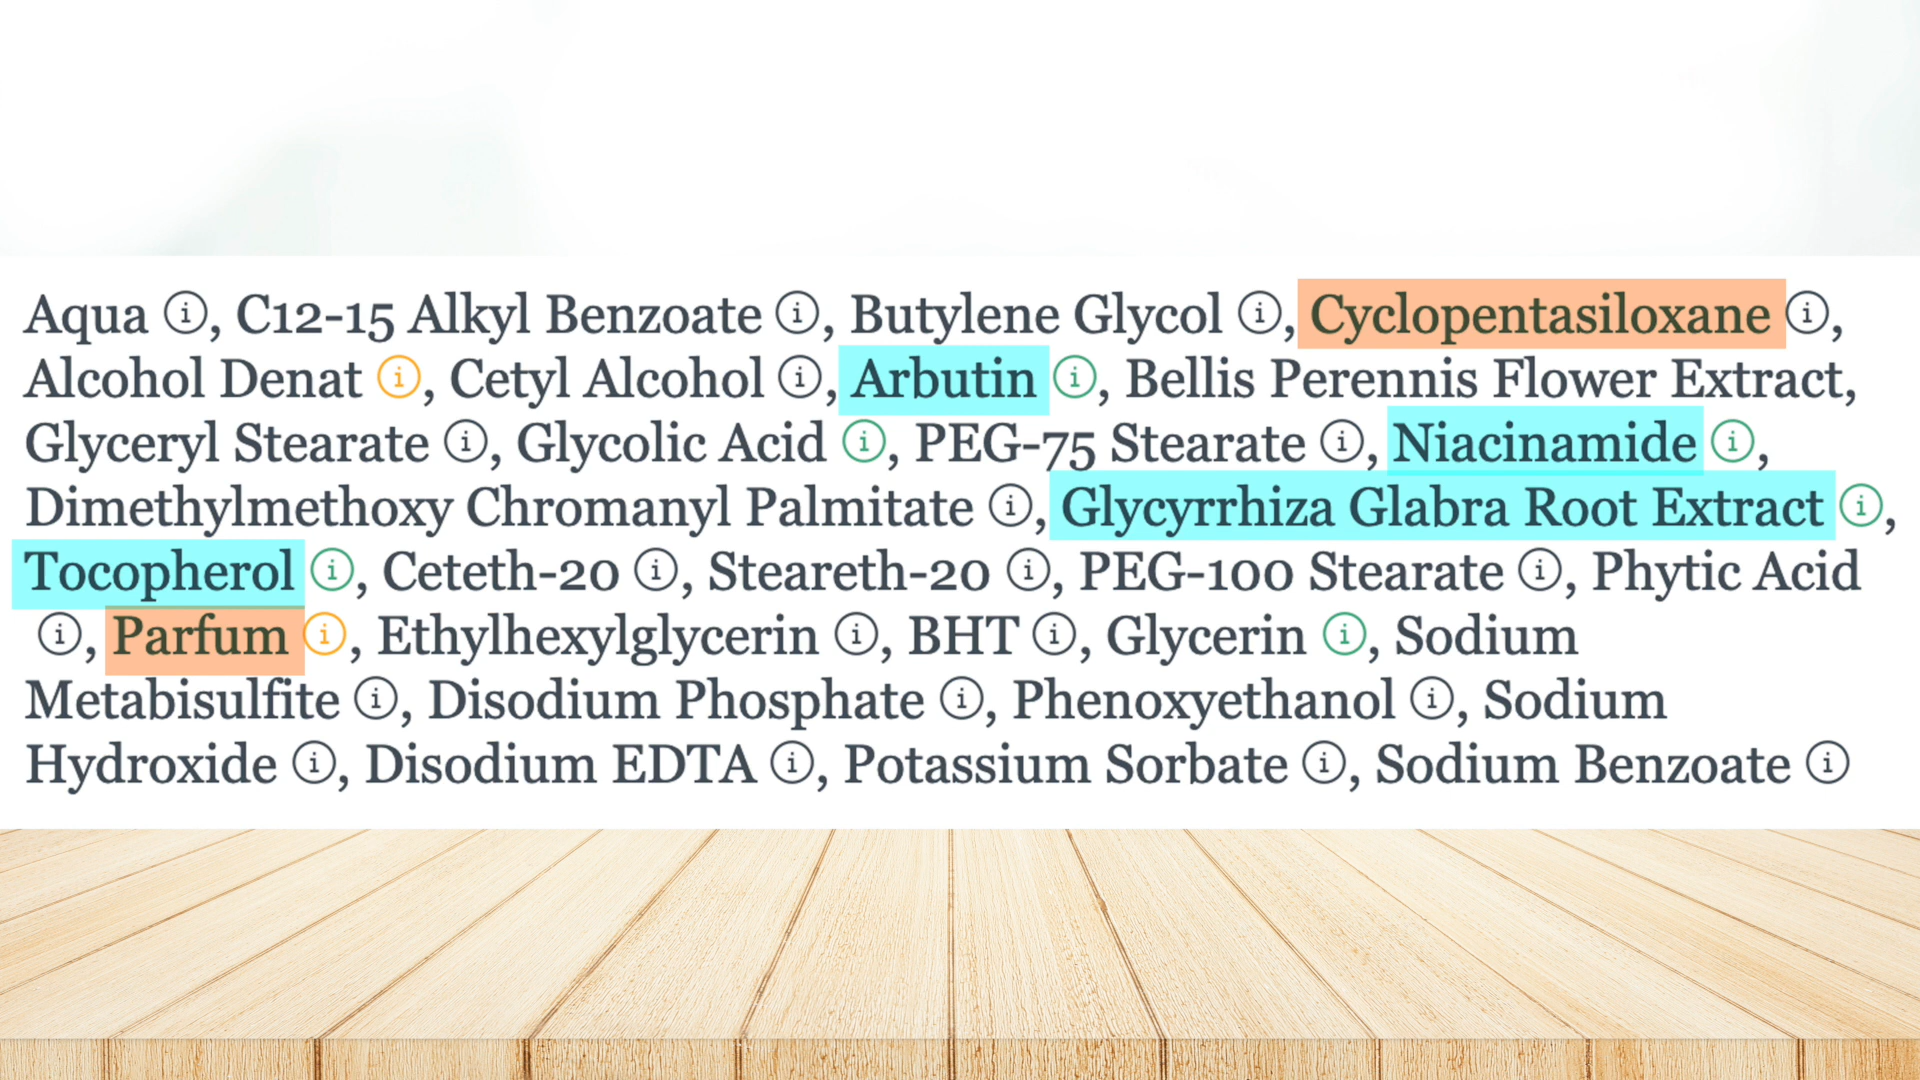 Aqua ⓘ, C12-15 Alkyl Benzoate ⓘ, Butylene Glycol ⓘ, Cyclopentasiloxane ⓘ,
Alcohol Denat ⓘ, Cetyl Alcohol ⓘ, Arbutin ⓘ, Bellis Perennis Flower Extract,
Glyceryl Stearate ⓘ, Glycolic Acid ⓘ, PEG-75 Stearate ⓘ, Niacinamide ⓘ,
Dimethylmethoxy Chromanyl Palmitate ⓘ, Glycyrrhiza Glabra Root Extract ⓘ,
Tocopherol ⓘ, Ceteth-20 ⓘ, Steareth-20 ⓘ, PEG-100 Stearate ⓘ, Phytic Acid
ⓘ, Parfum ⓘ, Ethylhexylglycerin ⓘ, BHT ⓘ, Glycerin ⓘ, Sodium
Metabisulfite ⓘ, Disodium Phosphate ⓘ, Phenoxyethanol ⓘ, Sodium
Hydroxide ⓘ, Disodium EDTA ⓘ, Potassium Sorbate ⓘ, Sodium Benzoate ⓘ